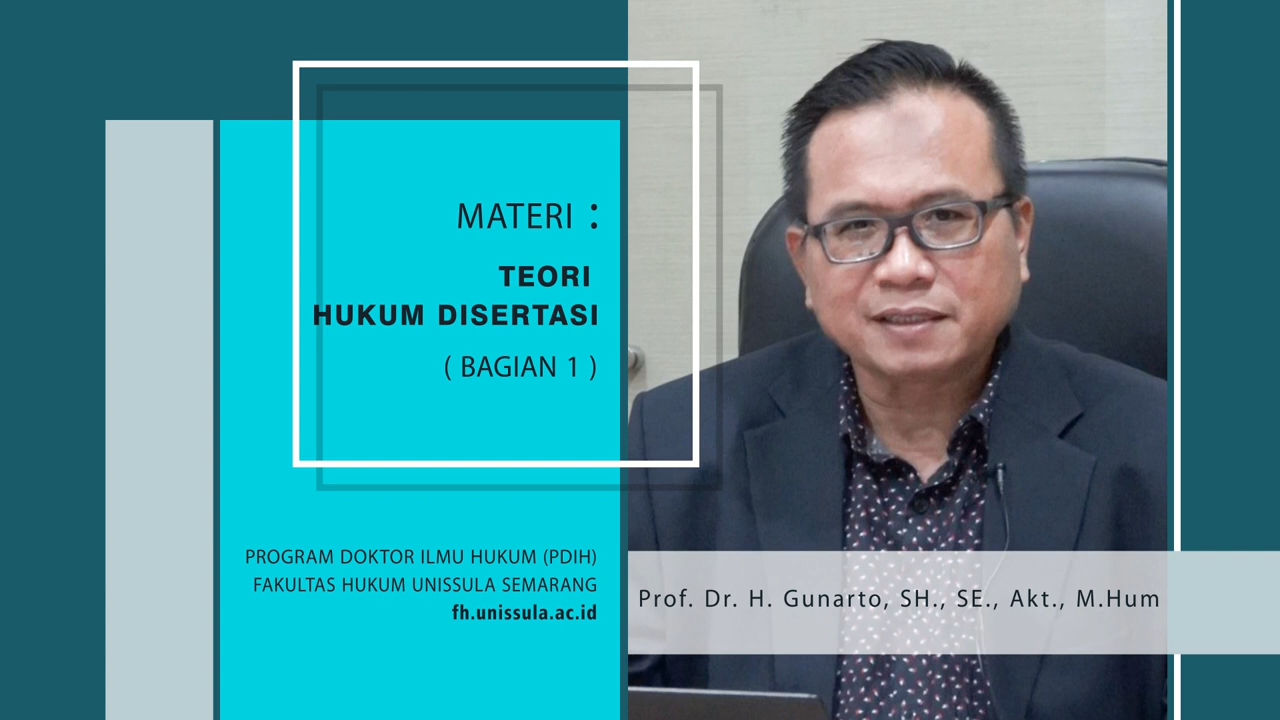 MATERI :
TEORI
HUKUM DISERTASI
( BAGIAN 1 )
PROGRAM DOKTOR ILMU HUKUM (PDIH)
FAKULTAS HUKUM UNISSULA SEMARANG
fh.unissula.ac.id
Prof. Dr. H. Gunarto, SH., SE., Akt., M.Hum